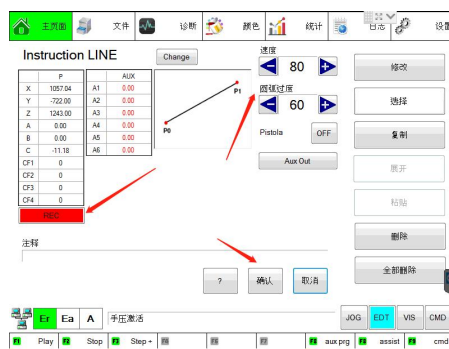 主页面 文件 诊断 颜色 统计 日志 设置
Instruction LINE
Change
速度
80
修改
P AUX
X 1057.04 A1 0.00
Y -722.00 A2 0.00
Z 1243.00 A3 0.00
A 0.00 A4 0.00
B 0.00 A5 0.00
C -11.18 A6 0.00
CF1 0
CF2 0
CF3 0
CF4 0
REC
P0
P1
圆弧过度
60
选择
Pistola OFF
复制
Aux Out
展开
粘贴
注释
删除
? 确认 取消
全部删除
Er Ea A 手压激活 JOG EDT VIS CMD
F1 Play F2 Stop F3 Step+ F5 F6 F7 F8 aux prg F8 assist F9 cmd